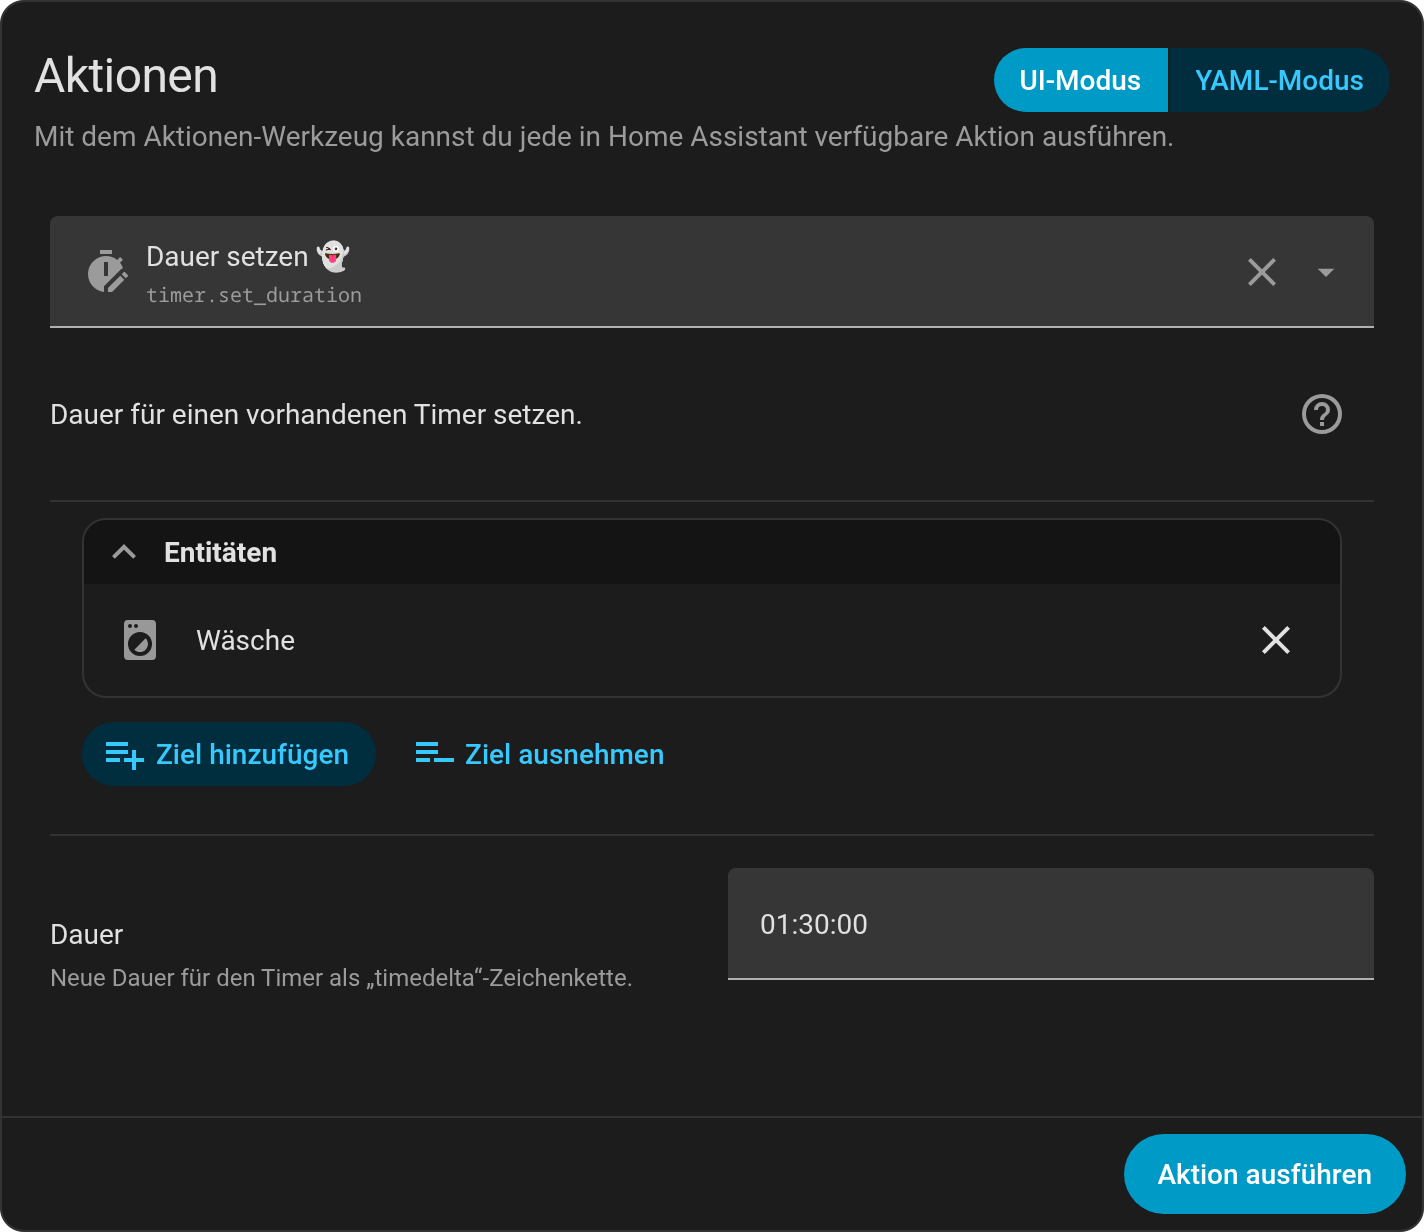 Aktionen
UI-Modus
YAML-Modus
Mit dem Aktionen-Werkzeug kannst du jede in Home Assistant verfügbare Aktion ausführen.
Dauer setzen 👻
timer.set_duration
Dauer für einen vorhandenen Timer setzen.
Entitäten
Wäsche
Ziel hinzufügen
Ziel ausnehmen
Dauer
Neue Dauer für den Timer als „timedelta“-Zeichenkette.
01:30:00
Aktion ausführen